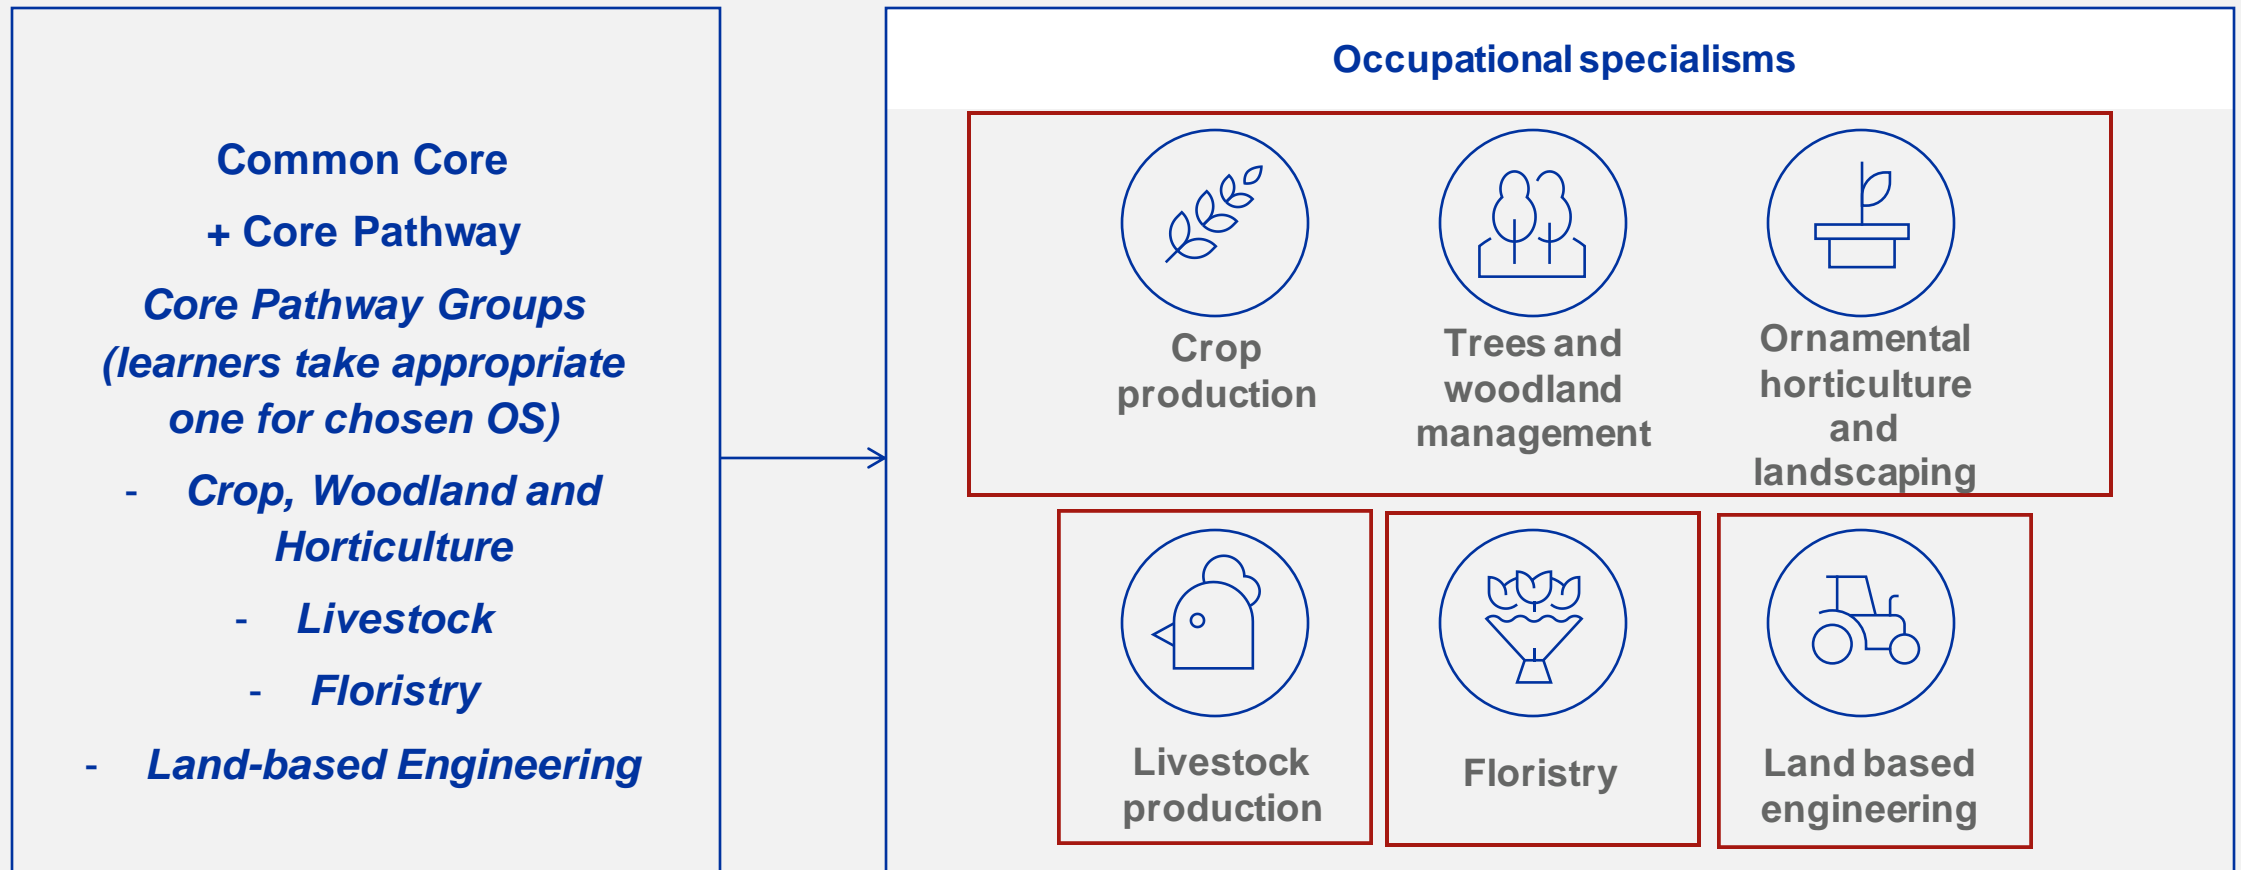 Common Core
+ Core Pathway
Core Pathway Groups
(learners take appropriate
one for chosen OS)
- Crop, Woodland and
Horticulture
- Livestock
- Floristry
- Land-based Engineering
Occupational specialisms
Crop
production
Trees and
woodland
management
Ornamental
horticulture
and
landscaping
Livestock
production
Floristry
Land based
engineering